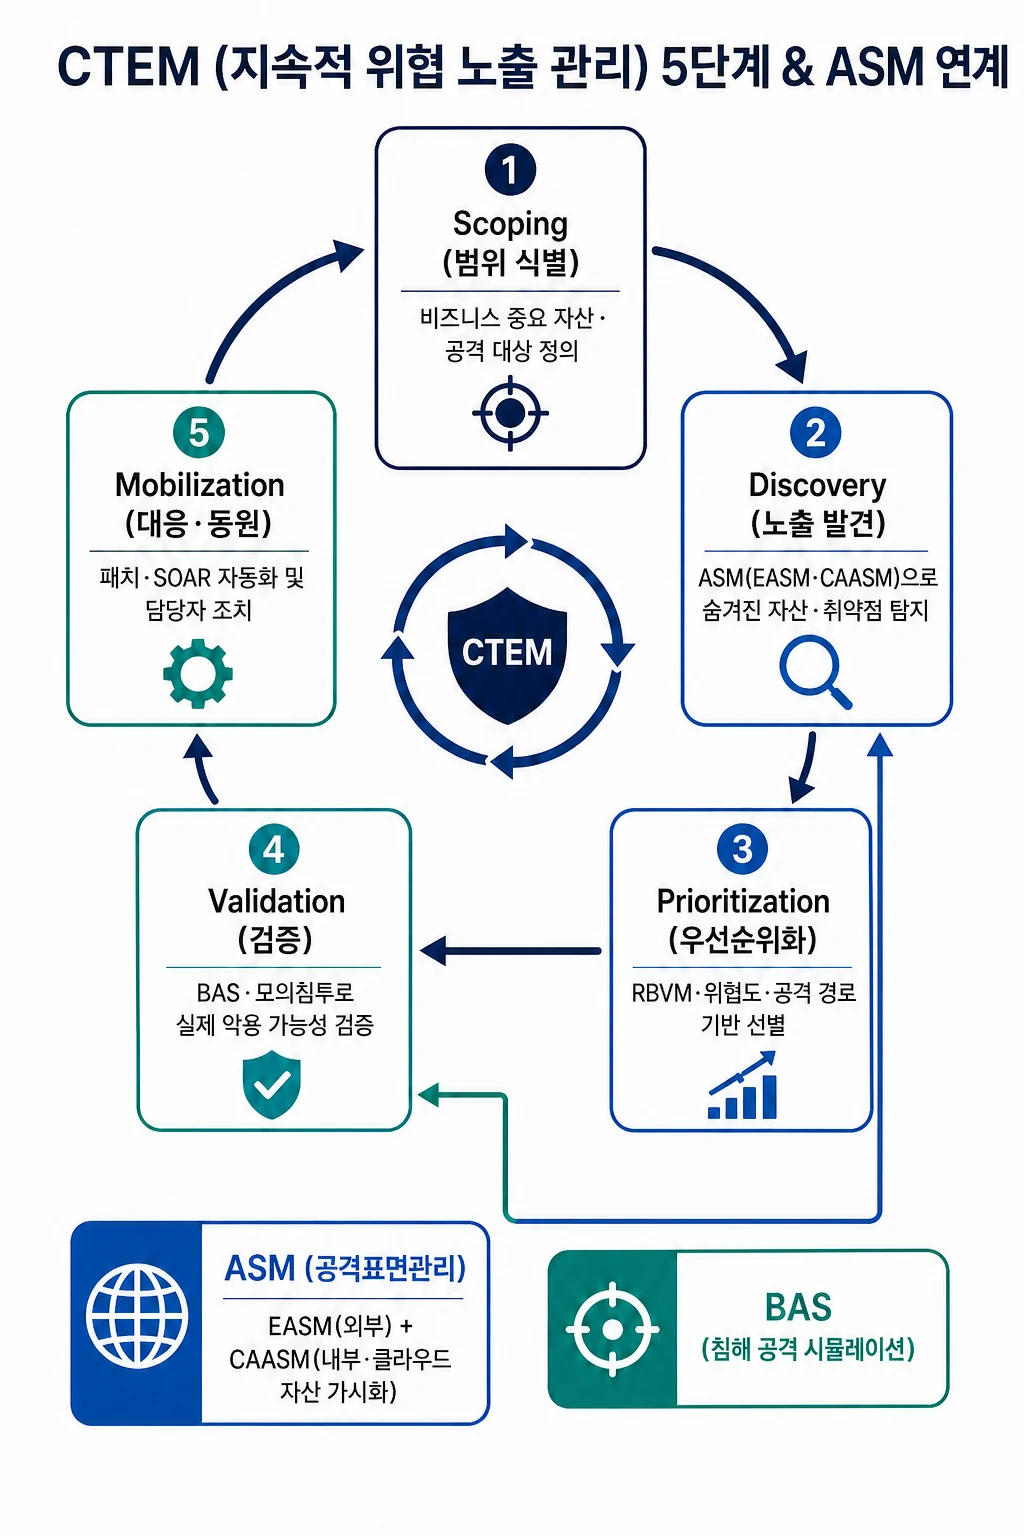 CTEM (지속적 위협 노출 관리) 5단계 & ASM 연계
1
Scoping
(범위 식별)
비즈니스 중요 자산·
공격 대상 정의
2
Discovery
(노출 발견)
ASM(EASM·CAASM)으로
숨겨진 자산·취약점 탐지
3
Prioritization
(우선순위화)
RBVM·위협도·공격 경로
기반 선별
4
Validation
(검증)
BAS·모의침투로
실제 악용 가능성 검증
5
Mobilization
(대응·동원)
패치·SOAR 자동화 및
담당자 조치
CTEM
ASM (공격표면관리)
EASM(외부) +
CAASM(내부·클라우드
자산 가시화)
BAS
(침해 공격 시뮬레이션)